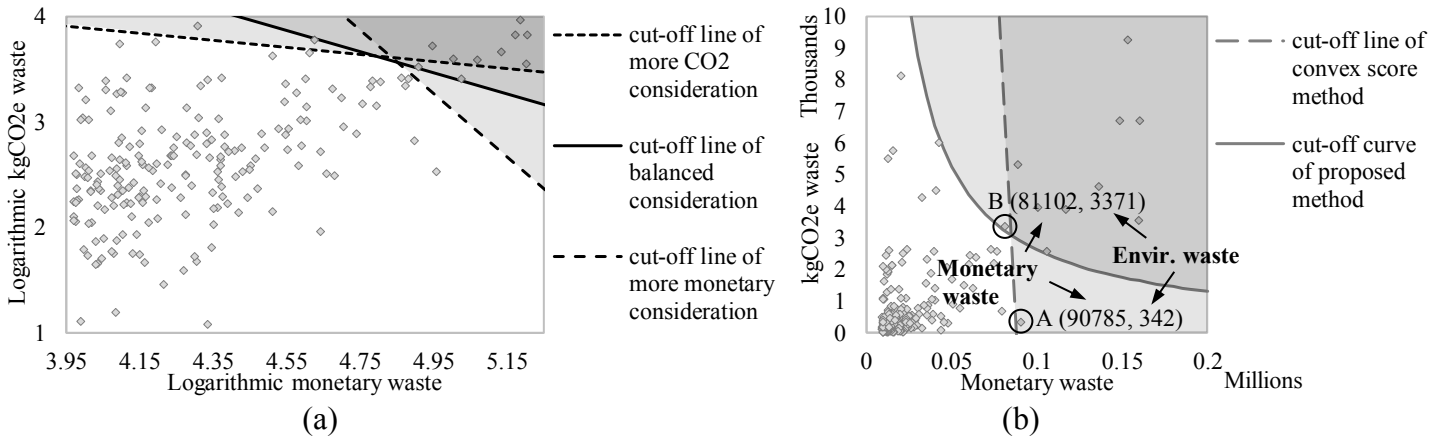 Logarithmic kgCO2e waste
4
3
2
1
3.95 4.15 4.35 4.55 4.75 4.95 5.15
Logarithmic monetary waste
cut-off line of
more CO2
consideration
cut-off line of
balanced
consideration
cut-off line of
more monetary
consideration
(a)
kgCO2e waste Thousands
10
9
8
7
6
5
4
3
2
1
0
B (81102, 3371)
Monetary
waste
Envir. waste
A (90785, 342)
0 0.05 0.1 0.15 0.2
Monetary waste
Millions
cut-off line of
convex score
method
cut-off curve
of proposed
method
(b)